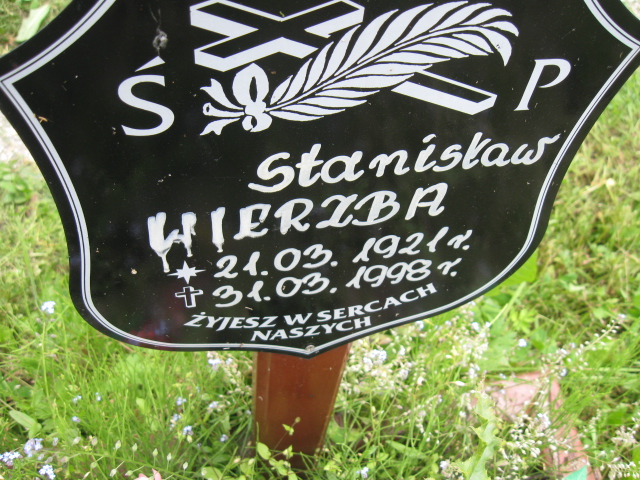 Ś P
Stanisław
WIERZBA
21.03.1921 r.
31.03.1998 r.
ŻYJESZ W SERCACH
NASZYCH